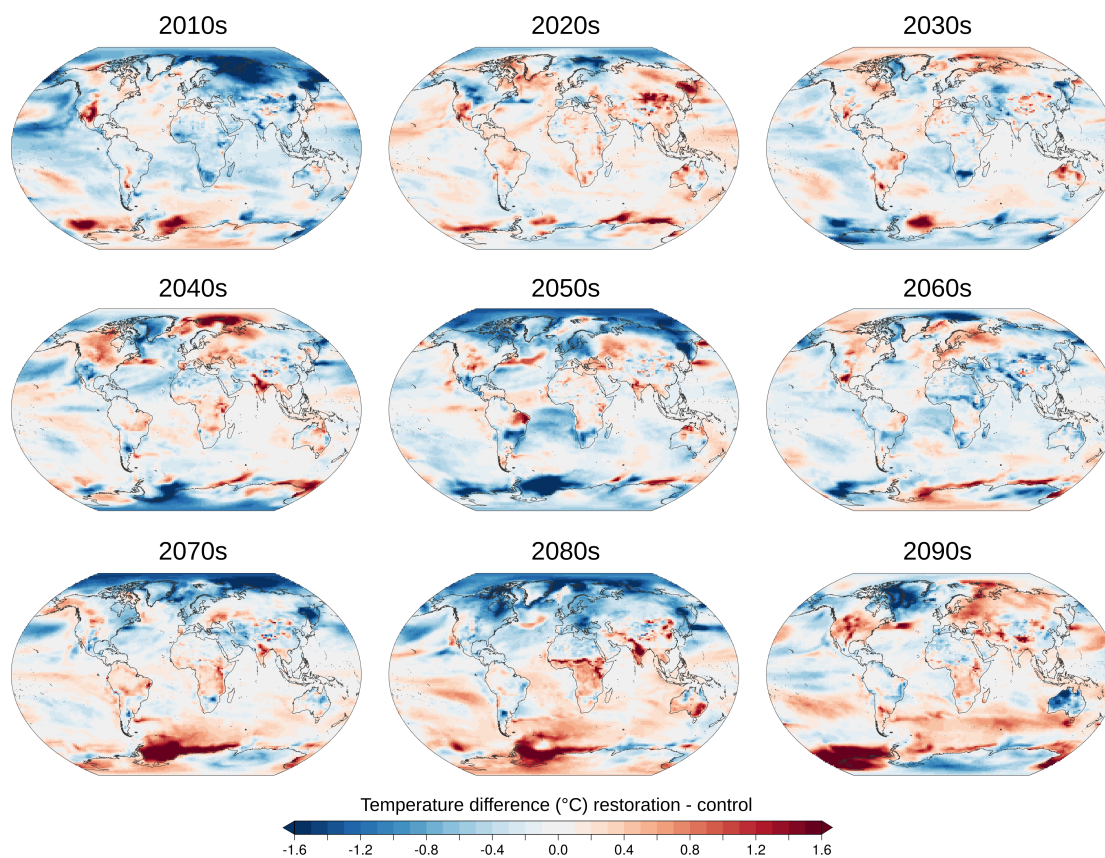 2010s 2020s 2030s
2040s 2050s 2060s
2070s 2080s 2090s
Temperature difference (°C) restoration - control
-1.6 -1.2 -0.8 -0.4 0.0 0.4 0.8 1.2 1.6